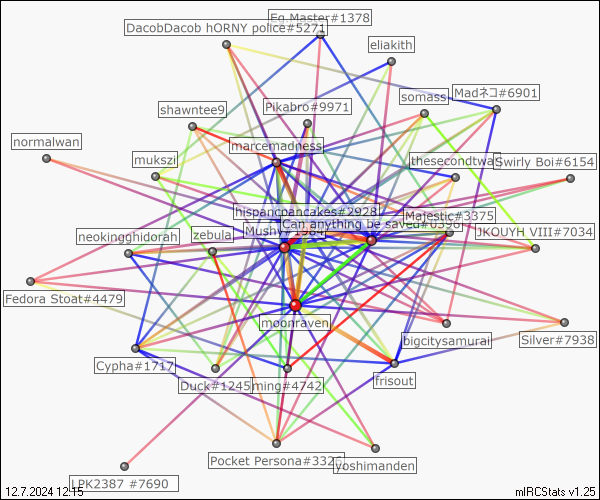 Eg.Master#1378
DacobDacob hORNY police#5271
eliakith
Madネコ#6901
somass
Pikabro#9971
shawntee9
normalwan
marcemadness
mukszi
thesecondtwa
Swirly Boi#6154
hispancpancakes#2928
Majestic#3375
Can anything be saved#0396
Mushy#1984
JKOUYH VIII#7034
zebula
neokingghidorah
Fedora Stoat#4479
moonraven
bigcitysamurai
Silver#7938
Cypha#1717
frisout
Duck#1245
ming#4742
Pocket Persona#332
yoshimanden
LPK2387 #7690
12.7.2024 12:15
mIRCStats v1.25